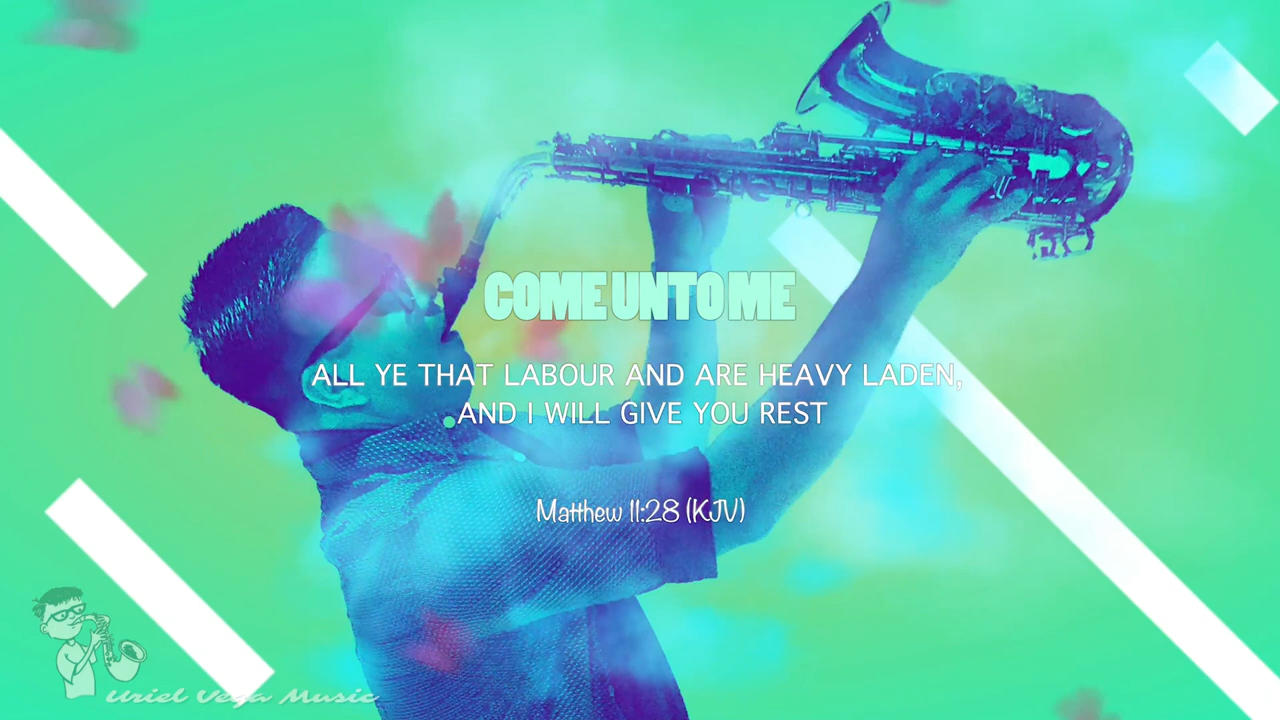 COME UNTO ME
ALL YE THAT LABOUR AND ARE HEAVY LADEN,
AND I WILL GIVE YOU REST
Matthew 11:28 (KJV)
Uriel Vega Music